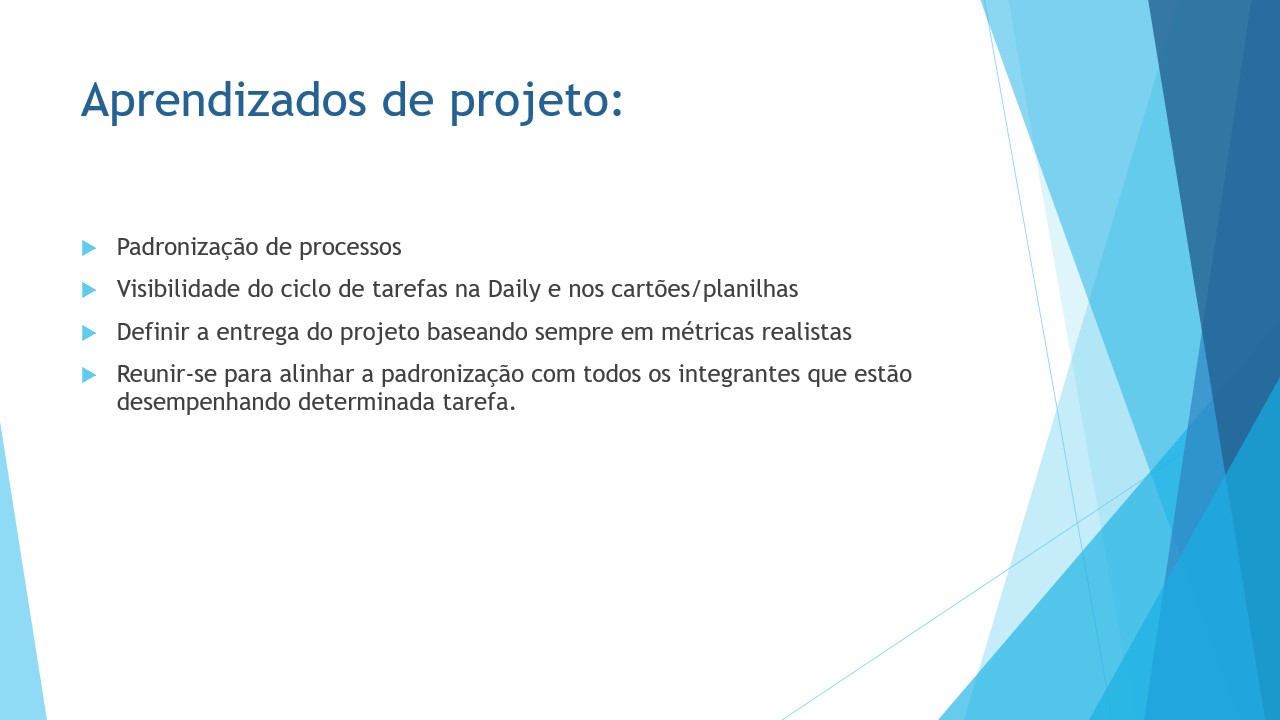 Aprendizados de projeto:
Padronização de processos
Visibilidade do ciclo de tarefas na Daily e nos cartões/planilhas
Definir a entrega do projeto baseando sempre em métricas realistas
Reunir-se para alinhar a padronização com todos os integrantes que estão
desempenhando determinada tarefa.